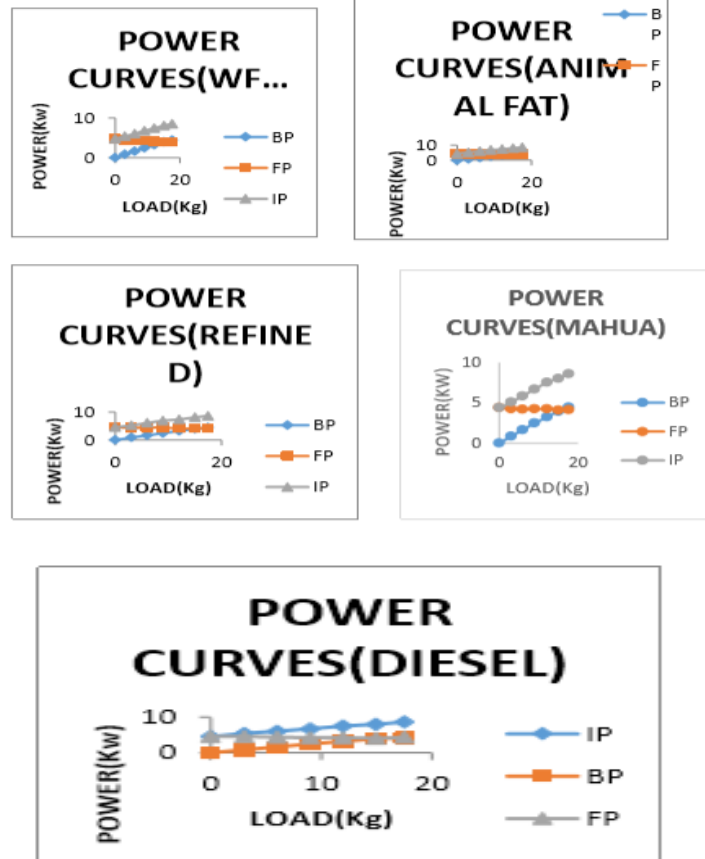 POWER
CURVES(WF...
POWER(Kw)
10
0
0
20
LOAD(Kg)
BP
FP
IP
POWER
CURVES(ANIM
AL FAT)
B
P
F
P
POWER(Kw)
10
0
0
20
LOAD(Kg)
POWER
CURVES(REFINE
D)
POWER(Kw)
10
0
0
20
LOAD(Kg)
BP
FP
IP
POWER
CURVES(MAHUA)
POWER(KW)
10
5
0
0
20
LOAD(Kg)
BP
FP
IP
POWER
CURVES(DIESEL)
POWER(Kw)
10
0
0
10
20
LOAD(Kg)
IP
BP
FP